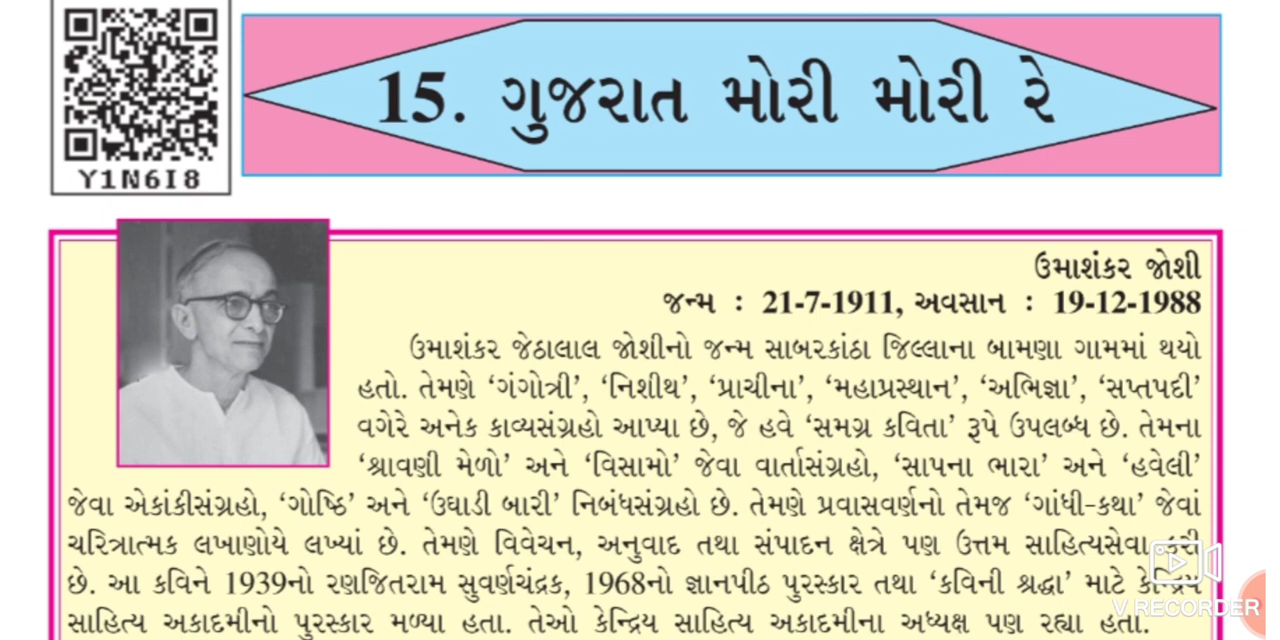 Y1N6I8
15. ગુજરાત મોરી મોરી રે
ઉમાશંકર જોશી
જન્મ : 21-7-1911, અવસાન : 19-12-1988
ઉમાશંકર જેઠાલાલ જોશીનો જન્મ સાબરકાંઠા જિલ્લાના બામણા ગામમાં થયો
હતો. તેમણે ‘ગંગોત્રી’, ‘નિશીથ’, ‘પ્રાચીના’, ‘મહાપ્રસ્થાન’, ‘અભિજ્ઞા’, ‘સપ્તપદી’
વગેરે અનેક કાવ્યસંગ્રહો આપ્યા છે, જે હવે ‘સમગ્ર કવિતા’ રૂપે ઉપલબ્ધ છે. તેમના
‘શ્રાવણી મેળો’ અને ‘વિસામો’ જેવા વાર્તાસંગ્રહો, ‘સાપના ભારા’ અને ‘હવેલી’
જેવા એકાંકીસંગ્રહો, ‘ગોષ્ઠિ’ અને ‘ઉઘાડી બારી’ નિબંધસંગ્રહો છે. તેમણે પ્રવાસવર્ણનો તેમજ ‘ગાંધી-કથા’ જેવાં
ચરિત્રાત્મક લખાણોયે લખ્યાં છે. તેમણે વિવેચન, અનુવાદ તથા સંપાદન ક્ષેત્રે પણ ઉત્તમ સાહિત્યસેવા કરી
છે. આ કવિને 1939નો રણજિતરામ સુવર્ણચંદ્રક, 1968નો જ્ઞાનપીઠ પુરસ્કાર તથા ‘કવિની શ્રદ્ધા’ માટે કેન્દ્રિય
સાહિત્ય અકાદમીનો પુરસ્કાર મળ્યા હતા. તેઓ કેન્દ્રિય સાહિત્ય અકાદમીના અધ્યક્ષ પણ રહ્યા હતા.
V RECORDER